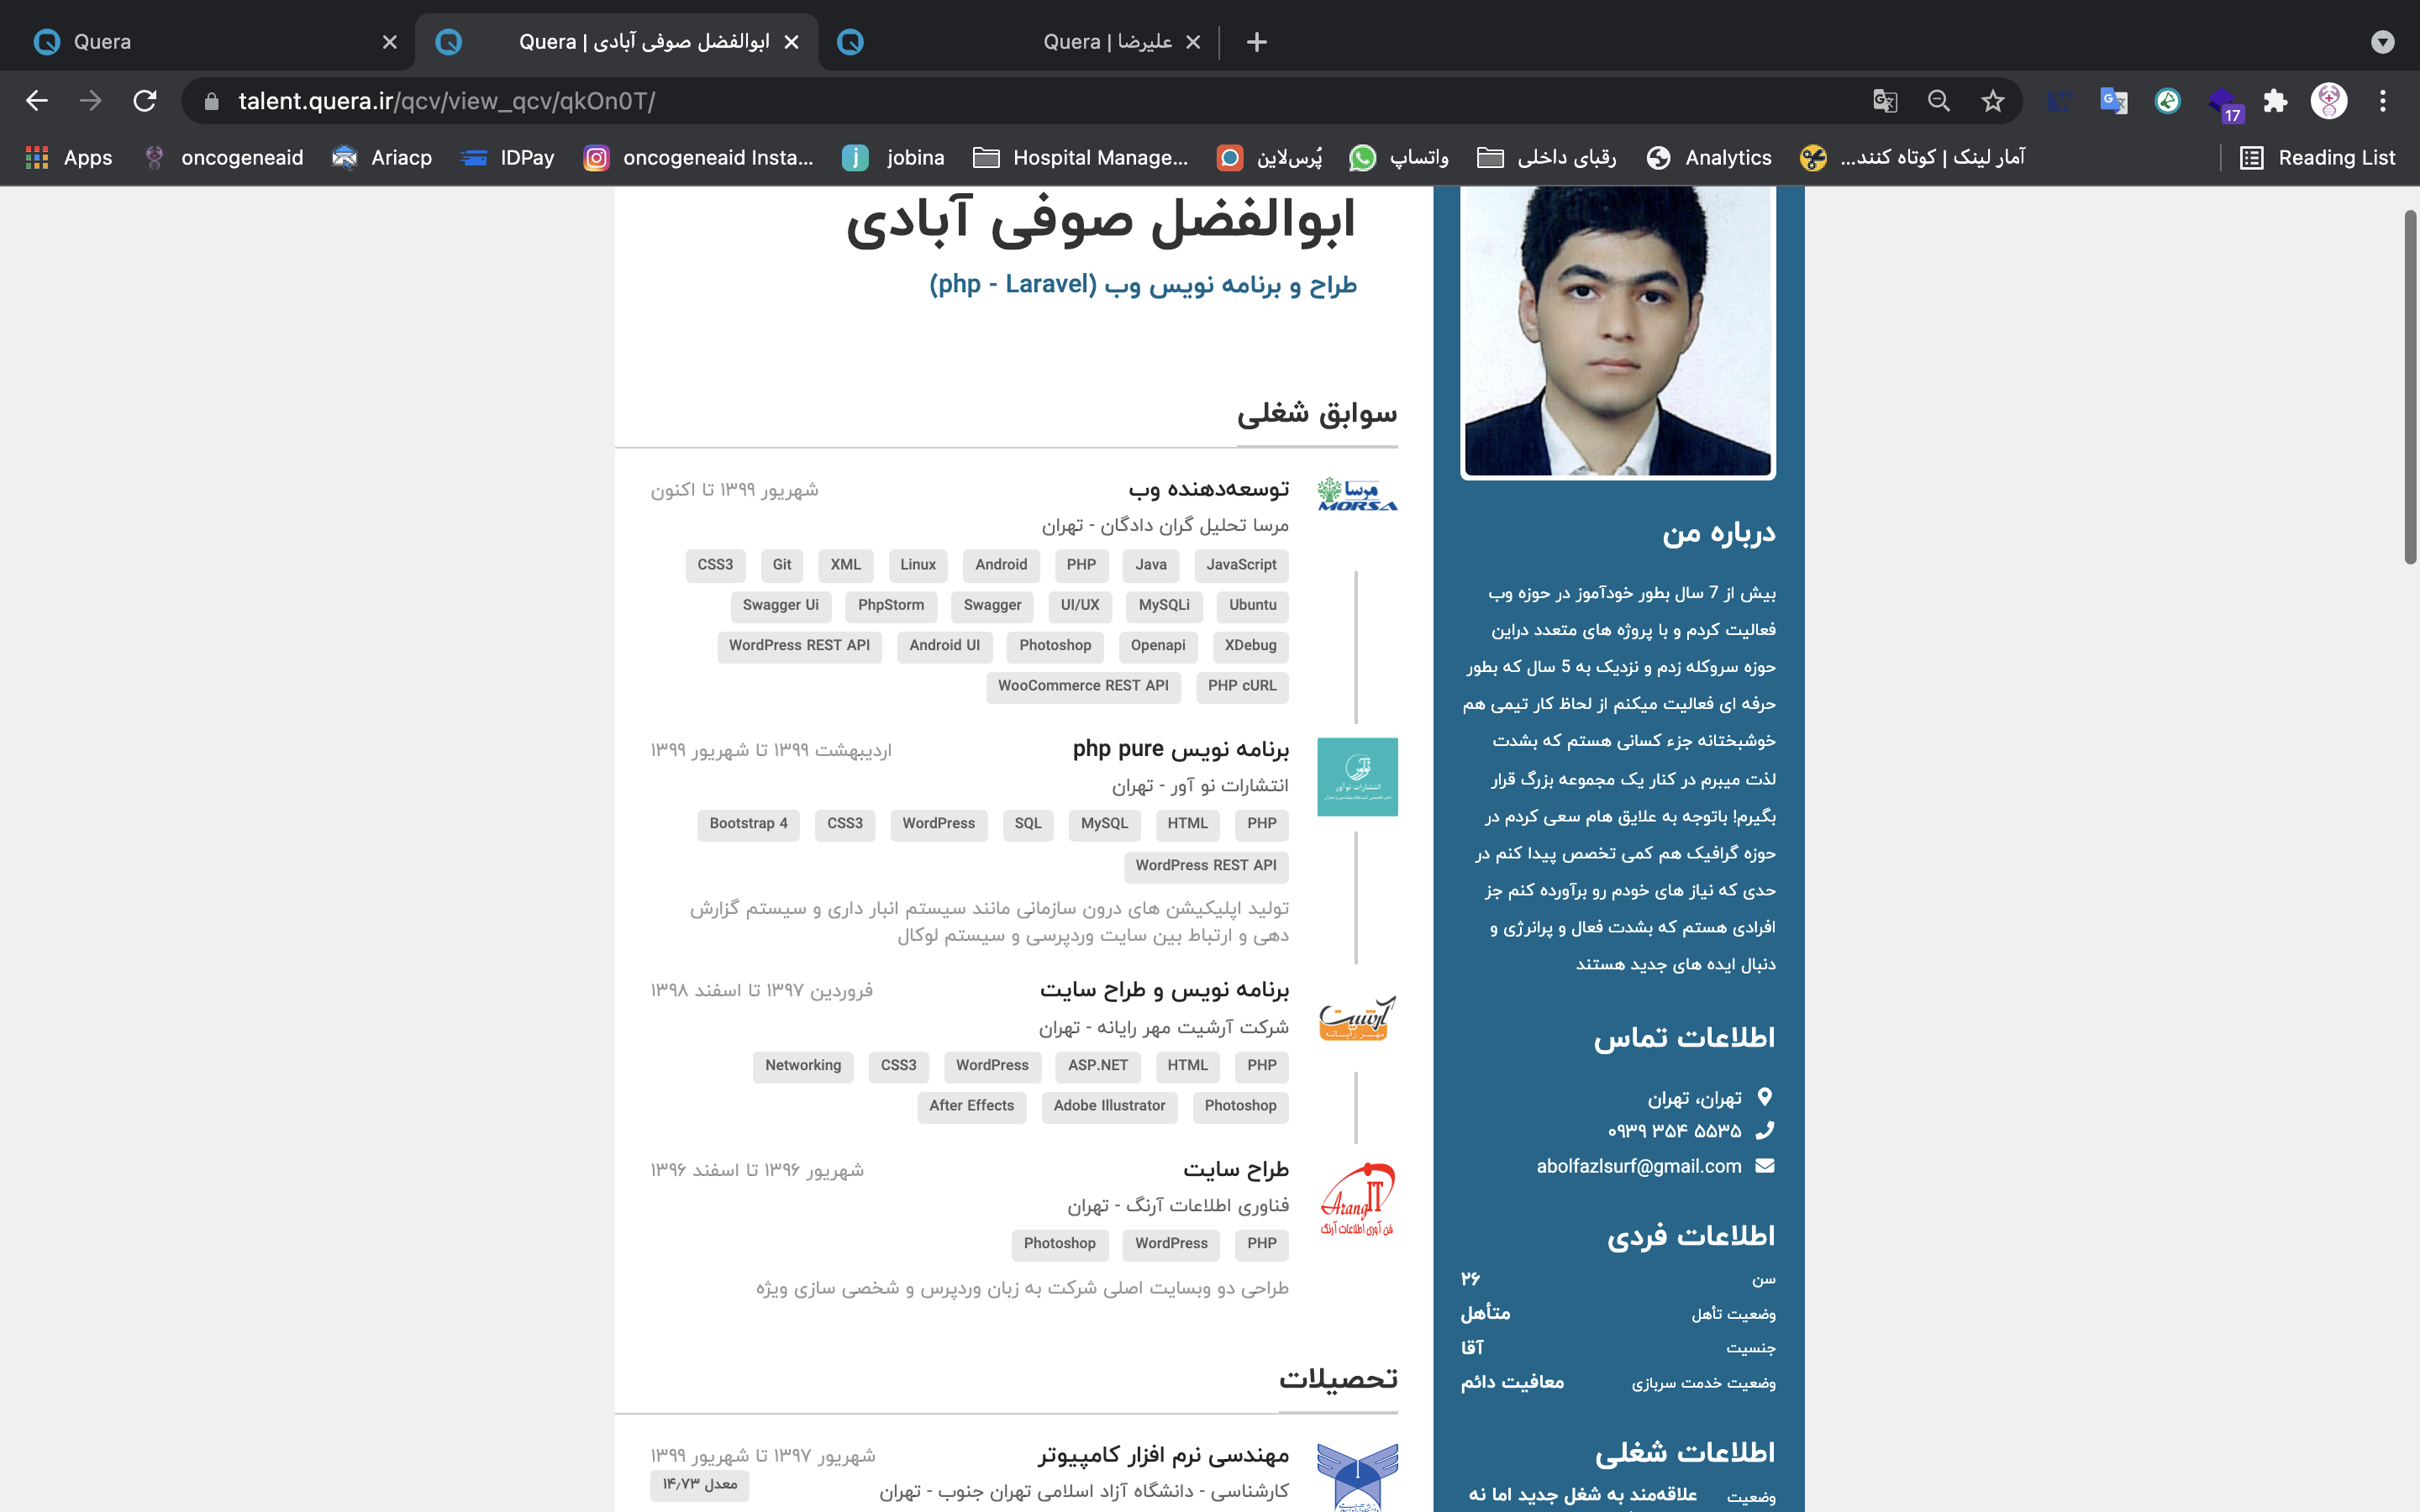 Quera
ابوالفضل صوفی آبادی | Quera
علیرضا | Quera
talent.quera.ir/qcv/view_qcv/qkOn0T/
17
Apps
oncogeneaid
Ariacp
IDPay
oncogeneaid Insta...
jobina
Hospital Manage...
پُرس‌لاین
واتساپ
رقبای داخلی
Analytics
آمار لینک | کوتاه کنند...
Reading List
ابوالفضل صوفی آبادی
طراح و برنامه نویس وب (php - Laravel)
سوابق شغلی
MORSA مرسا
توسعه‌دهنده وب
شهریور ۱۳۹۹ تا اکنون
مرسا تحلیل گران دادگان - تهران
JavaScript Java PHP Android Linux XML Git CSS3
Ubuntu MySQLi UI/UX Swagger PhpStorm Swagger Ui
XDebug Openapi Photoshop Android UI WordPress REST API
PHP cURL WooCommerce REST API
انتشارات نوآور
برنامه نویس php pure
اردیبهشت ۱۳۹۹ تا شهریور ۱۳۹۹
انتشارات نو آور - تهران
PHP HTML MySQL SQL WordPress CSS3 Bootstrap 4
WordPress REST API
تولید اپلیکیشن های درون سازمانی مانند سیستم انبار داری و سیستم گزارش
دهی و ارتباط بین سایت وردپرسی و سیستم لوکال
آرشیت
مهر رایانه
برنامه نویس و طراح سایت
فروردین ۱۳۹۷ تا اسفند ۱۳۹۸
شرکت آرشیت مهر رایانه - تهران
PHP HTML ASP.NET WordPress CSS3 Networking
Photoshop Adobe Illustrator After Effects
Arang IT
فن آوری اطلاعات آرنگ
طراح سایت
شهریور ۱۳۹۶ تا اسفند ۱۳۹۶
فناوری اطلاعات آرنگ - تهران
PHP WordPress Photoshop
طراحی دو وبسایت اصلی شرکت به زبان وردپرس و شخصی سازی ویژه
تحصیلات
مهندسی نرم افزار کامپیوتر
شهریور ۱۳۹۷ تا شهریور ۱۳۹۹
کارشناسی - دانشگاه آزاد اسلامی تهران جنوب - تهران
معدل ۱۴٫۷۳
درباره من
بیش از 7 سال بطور خودآموز در حوزه وب
فعالیت کردم و با پروژه های متعدد دراین
حوزه سروکله زدم و نزدیک به 5 سال که بطور
حرفه ای فعالیت میکنم از لحاظ کار تیمی هم
خوشبختانه جزء کسانی هستم که بشدت
لذت میبرم در کنار یک مجموعه بزرگ قرار
بگیرم! باتوجه به علایق هام سعی کردم در
حوزه گرافیک هم کمی تخصص پیدا کنم در
حدی که نیاز های خودم رو برآورده کنم جز
افرادی هستم که بشدت فعال و پرانرژی و
دنبال ایده های جدید هستند
اطلاعات تماس
تهران، تهران
۰۹۳۹ ۳۵۴ ۵۵۳۵
abolfazlsurf@gmail.com
اطلاعات فردی
سن ۲۶
وضعیت تأهل متأهل
جنسیت آقا
وضعیت خدمت سربازی معافیت دائم
اطلاعات شغلی
وضعیت علاقه‌مند به شغل جدید اما نه